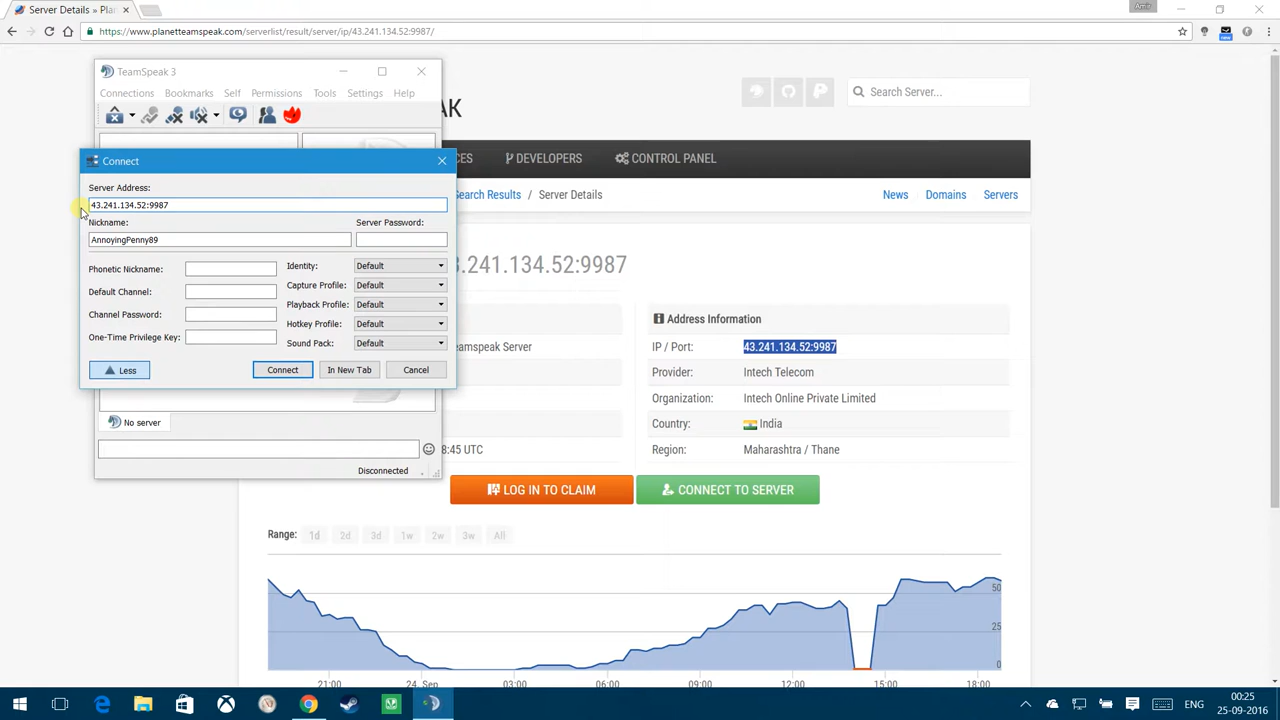 Server Details » Plan
Amir
https://www.planetteamspeak.com/serverlist/result/server/ip/43.241.134.52:9987/
new
TeamSpeak 3
Connections Bookmarks Self Permissions Tools Settings Help
AK
Search Server...
CES DEVELOPERS CONTROL PANEL
Search Results / Server Details
News Domains Servers
Connect
Server Address:
43.241.134.52:9987
Nickname: Server Password:
AnnoyingPenny89
Phonetic Nickname: Identity: Default
Default Channel: Capture Profile: Default
Channel Password: Playback Profile: Default
Hotkey Profile: Default
One-Time Privilege Key: Sound Pack: Default
Less Connect In New Tab Cancel
No server
Disconnected
3.241.134.52:9987
Teamspeak Server
8:45 UTC
Address Information
IP / Port: 43.241.134.52:9987
Provider: Intech Telecom
Organization: Intech Online Private Limited
Country: India
Region: Maharashtra / Thane
LOG IN TO CLAIM CONNECT TO SERVER
Range: 1d 2d 3d 1w 2w 3w All
50
25
0
21:00 24. Sep 03:00 06:00 09:00 12:00 15:00 18:00
ENG
00:25
25-09-2016